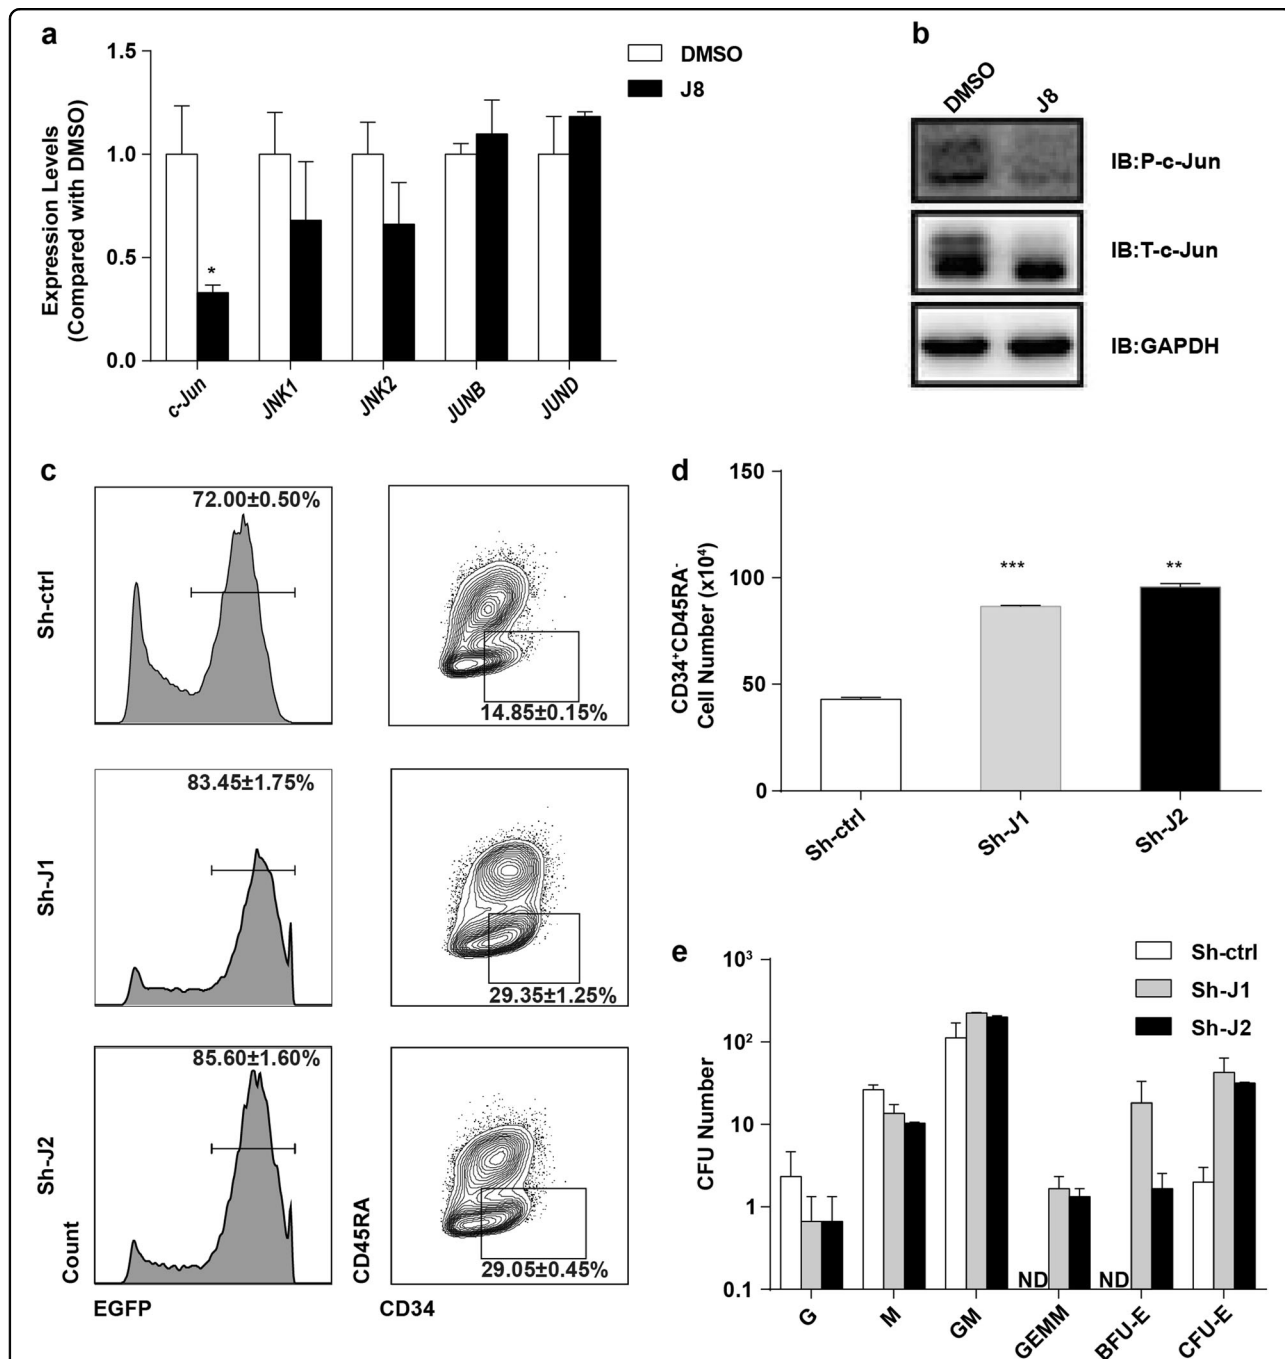 a
1.5
1.0
0.5
0.0
Expression Levels
(Compared with DMSO)
DMSO
J8
*
c-Jun
JNK1
JNK2
JUNB
JUND
b
DMSO
J8
IB:P-c-Jun
IB:T-c-Jun
IB:GAPDH
c
Sh-ctrl
72.00±0.50%
14.85±0.15%
Sh-J1
83.45±1.75%
29.35±1.25%
Sh-J2
85.60±1.60%
29.05±0.45%
Count
EGFP
CD45RA
CD34
d
150
100
50
0
CD34⁺CD45RA⁻
Cell Number (x10⁴)
***
**
Sh-ctrl
Sh-J1
Sh-J2
e
10³
10²
10
1
0.1
CFU Number
Sh-ctrl
Sh-J1
Sh-J2
ND
ND
G
M
GM
GEMM
BFU-E
CFU-E